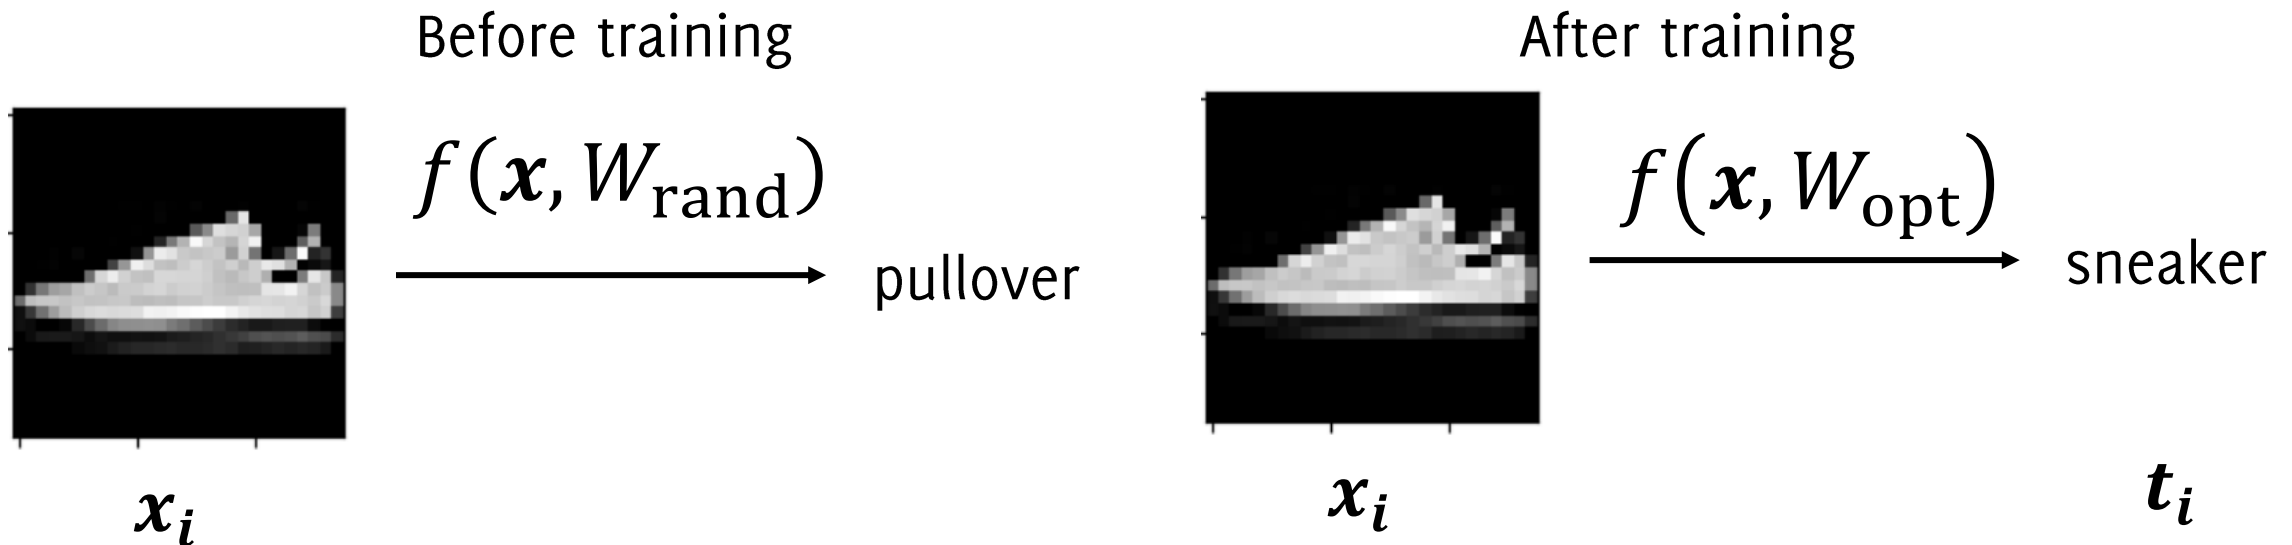 Before training
f(x, W_rand)
pullover
x_i
After training
f(x, W_opt)
sneaker
x_i
t_i